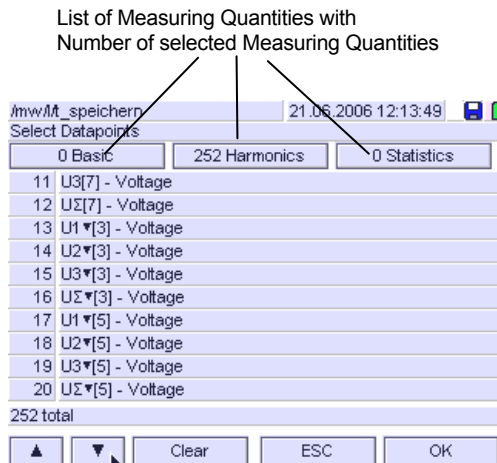 List of Measuring Quantities with
Number of selected Measuring Quantities
/mw/I/t_speichern 21.06.2006 12:13:49
Select Datapoints
0 Basic 252 Harmonics 0 Statistics
11 U3[7] - Voltage
12 UΣ[7] - Voltage
13 U1▼[3] - Voltage
14 U2▼[3] - Voltage
15 U3▼[3] - Voltage
16 UΣ▼[3] - Voltage
17 U1▼[5] - Voltage
18 U2▼[5] - Voltage
19 U3▼[5] - Voltage
20 UΣ▼[5] - Voltage
252 total
▲ ▼ Clear ESC OK